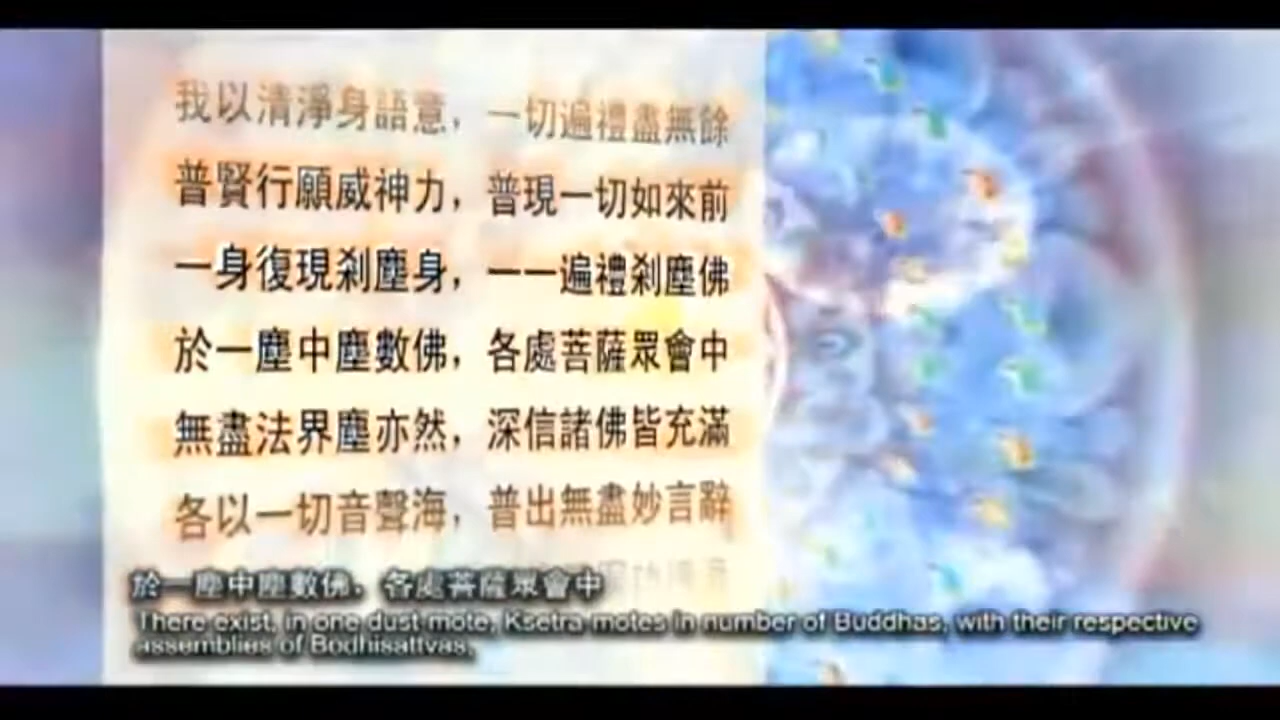 我以清淨身語意，一切遍禮盡無餘
普賢行願威神力，普現一切如來前
一身復現剎塵身，一一遍禮剎塵佛
於一塵中塵數佛，各處菩薩眾會中
無盡法界塵亦然，深信諸佛皆充滿
各以一切音聲海，普出無盡妙言辭
於一塵中塵數佛，各處菩薩眾會中
There exist, in one dust mote, Ksetra-motes in number of Buddhas, with their respective
assemblies of Bodhisattvas,